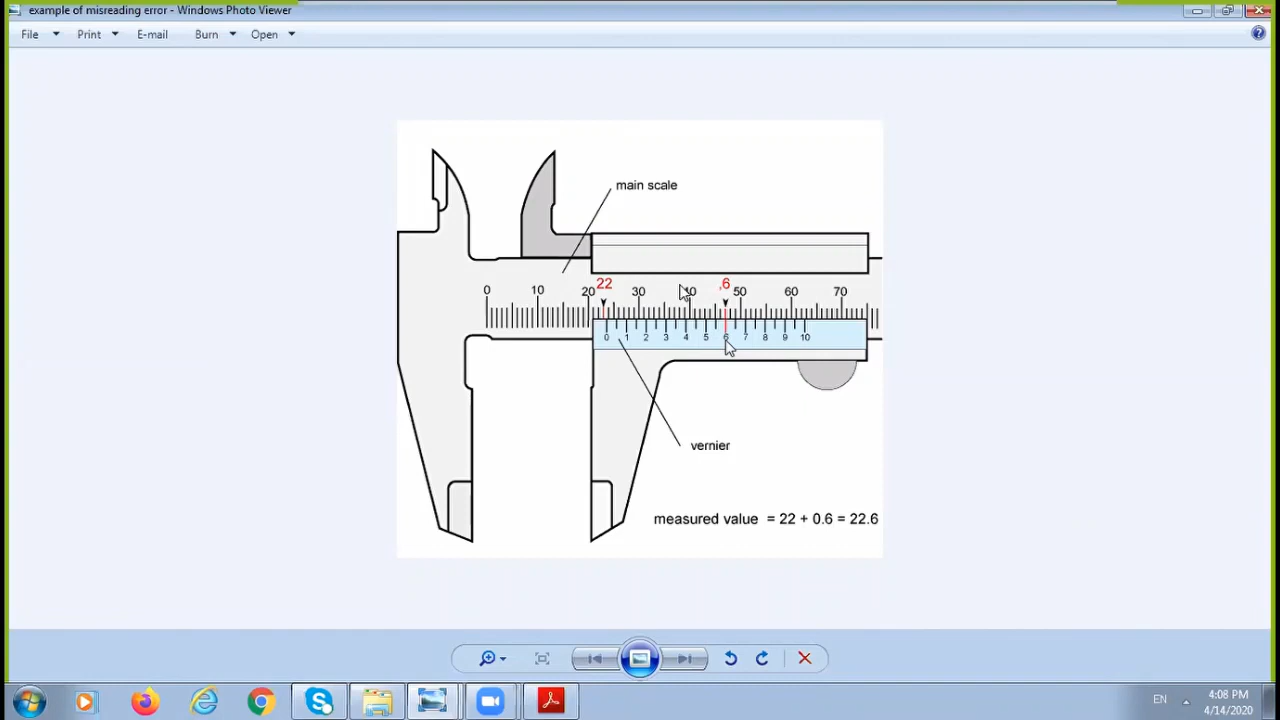 example of misreading error - Windows Photo Viewer
File Print E-mail Burn Open
main scale
22 ,6
0 10 20 30 40 50 60 70
0 1 2 3 4 5 6 7 8 9 10
vernier
measured value = 22 + 0.6 = 22.6
EN 4:08 PM
4/14/2020